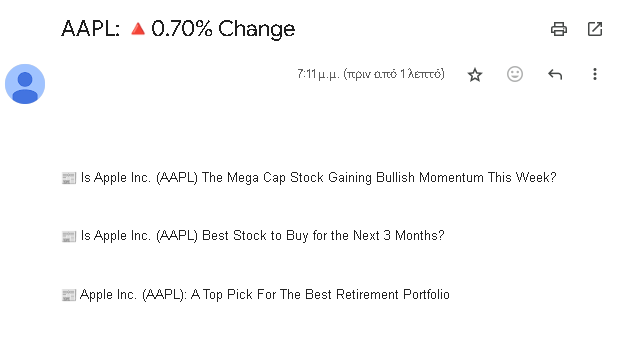 AAPL: 🔺0.70% Change
7:11 μ.μ. (πριν από 1 λεπτό)
📰 Is Apple Inc. (AAPL) The Mega Cap Stock Gaining Bullish Momentum This Week?
📰 Is Apple Inc. (AAPL) Best Stock to Buy for the Next 3 Months?
📰 Apple Inc. (AAPL): A Top Pick For The Best Retirement Portfolio